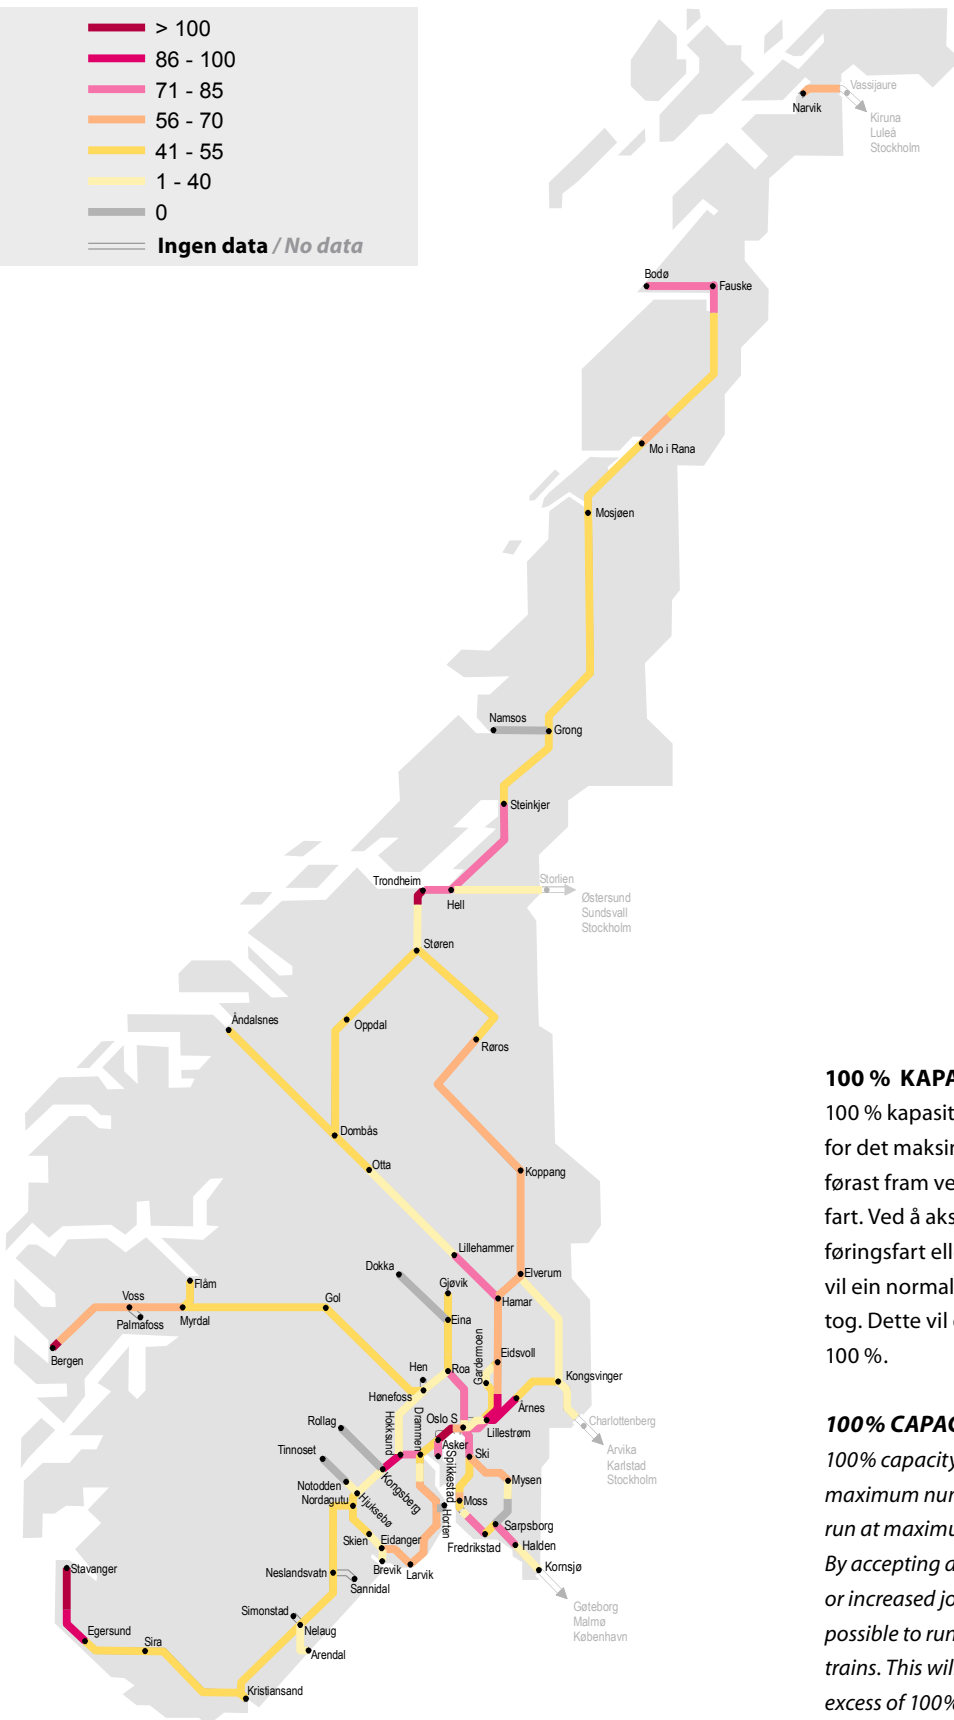 > 100
86 - 100
71 - 85
56 - 70
41 - 55
1 - 40
0
Ingen data / No data
Vassijaure
Narvik
Kiruna
Luleå
Stockholm
Bodø
Fauske
Mo i Rana
Mosjøen
Namsos
Grong
Steinkjer
Trondheim
Storlien
Hell
Østersund
Sundsvall
Stockholm
Støren
Åndalsnes
Oppdal
Røros
Dombås
Otta
Koppang
Lillehammer
Dokka
Gjøvik
Elverum
Flåm
Voss
Gol
Hamar
Palmafoss
Myrdal
Eina
Bergen
Gardermoen
Eidsvoll
Hen
Roa
Kongsvinger
Hønefoss
Årnes
Rollag
Hokksund
Drammen
Oslo S
Lillestrøm
Charlottenberg
Asker
Arvika
Karlstad
Stockholm
Tinnoset
Spikkestad
Ski
Notodden
Kongsberg
Mysen
Nordagutu
Hjuksebø
Moss
Horten
Skien
Eidanger
Sarpsborg
Fredrikstad
Halden
Stavanger
Brevik
Larvik
Kornsjø
Neslandsvatn
Sannidal
Simonstad
Gøteborg
Malmø
København
Egersund
Sira
Nelaug
Arendal
Kristiansand
100 % KAPA
100 % kapasit
for det maksin
førast fram ve
fart. Ved å aks
føringsfart ell
vil ein normal
tog. Dette vil
100 %.
100% CAPAC
100% capacity
maximum nur
run at maximu
By accepting a
or increased jo
possible to run
trains. This wil
excess of 100%